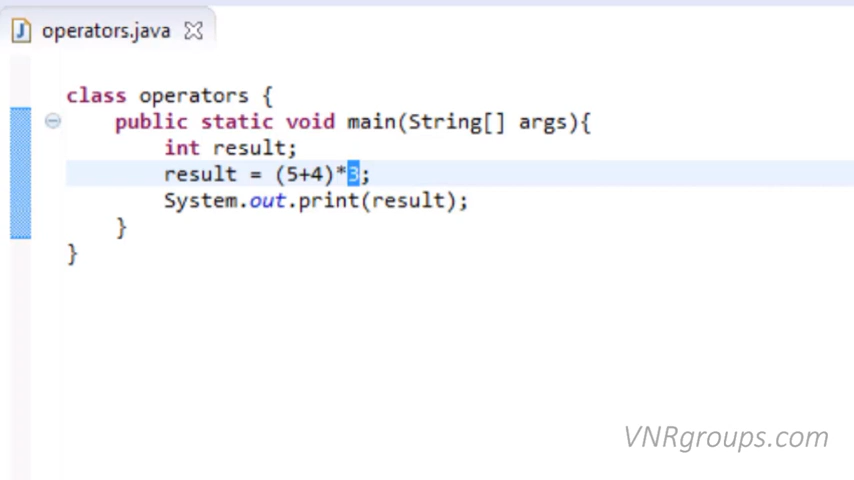 operators.java
class operators {
    public static void main(String[] args){
        int result;
        result = (5+4)*3;
        System.out.print(result);
    }
}
VNRgroups.com